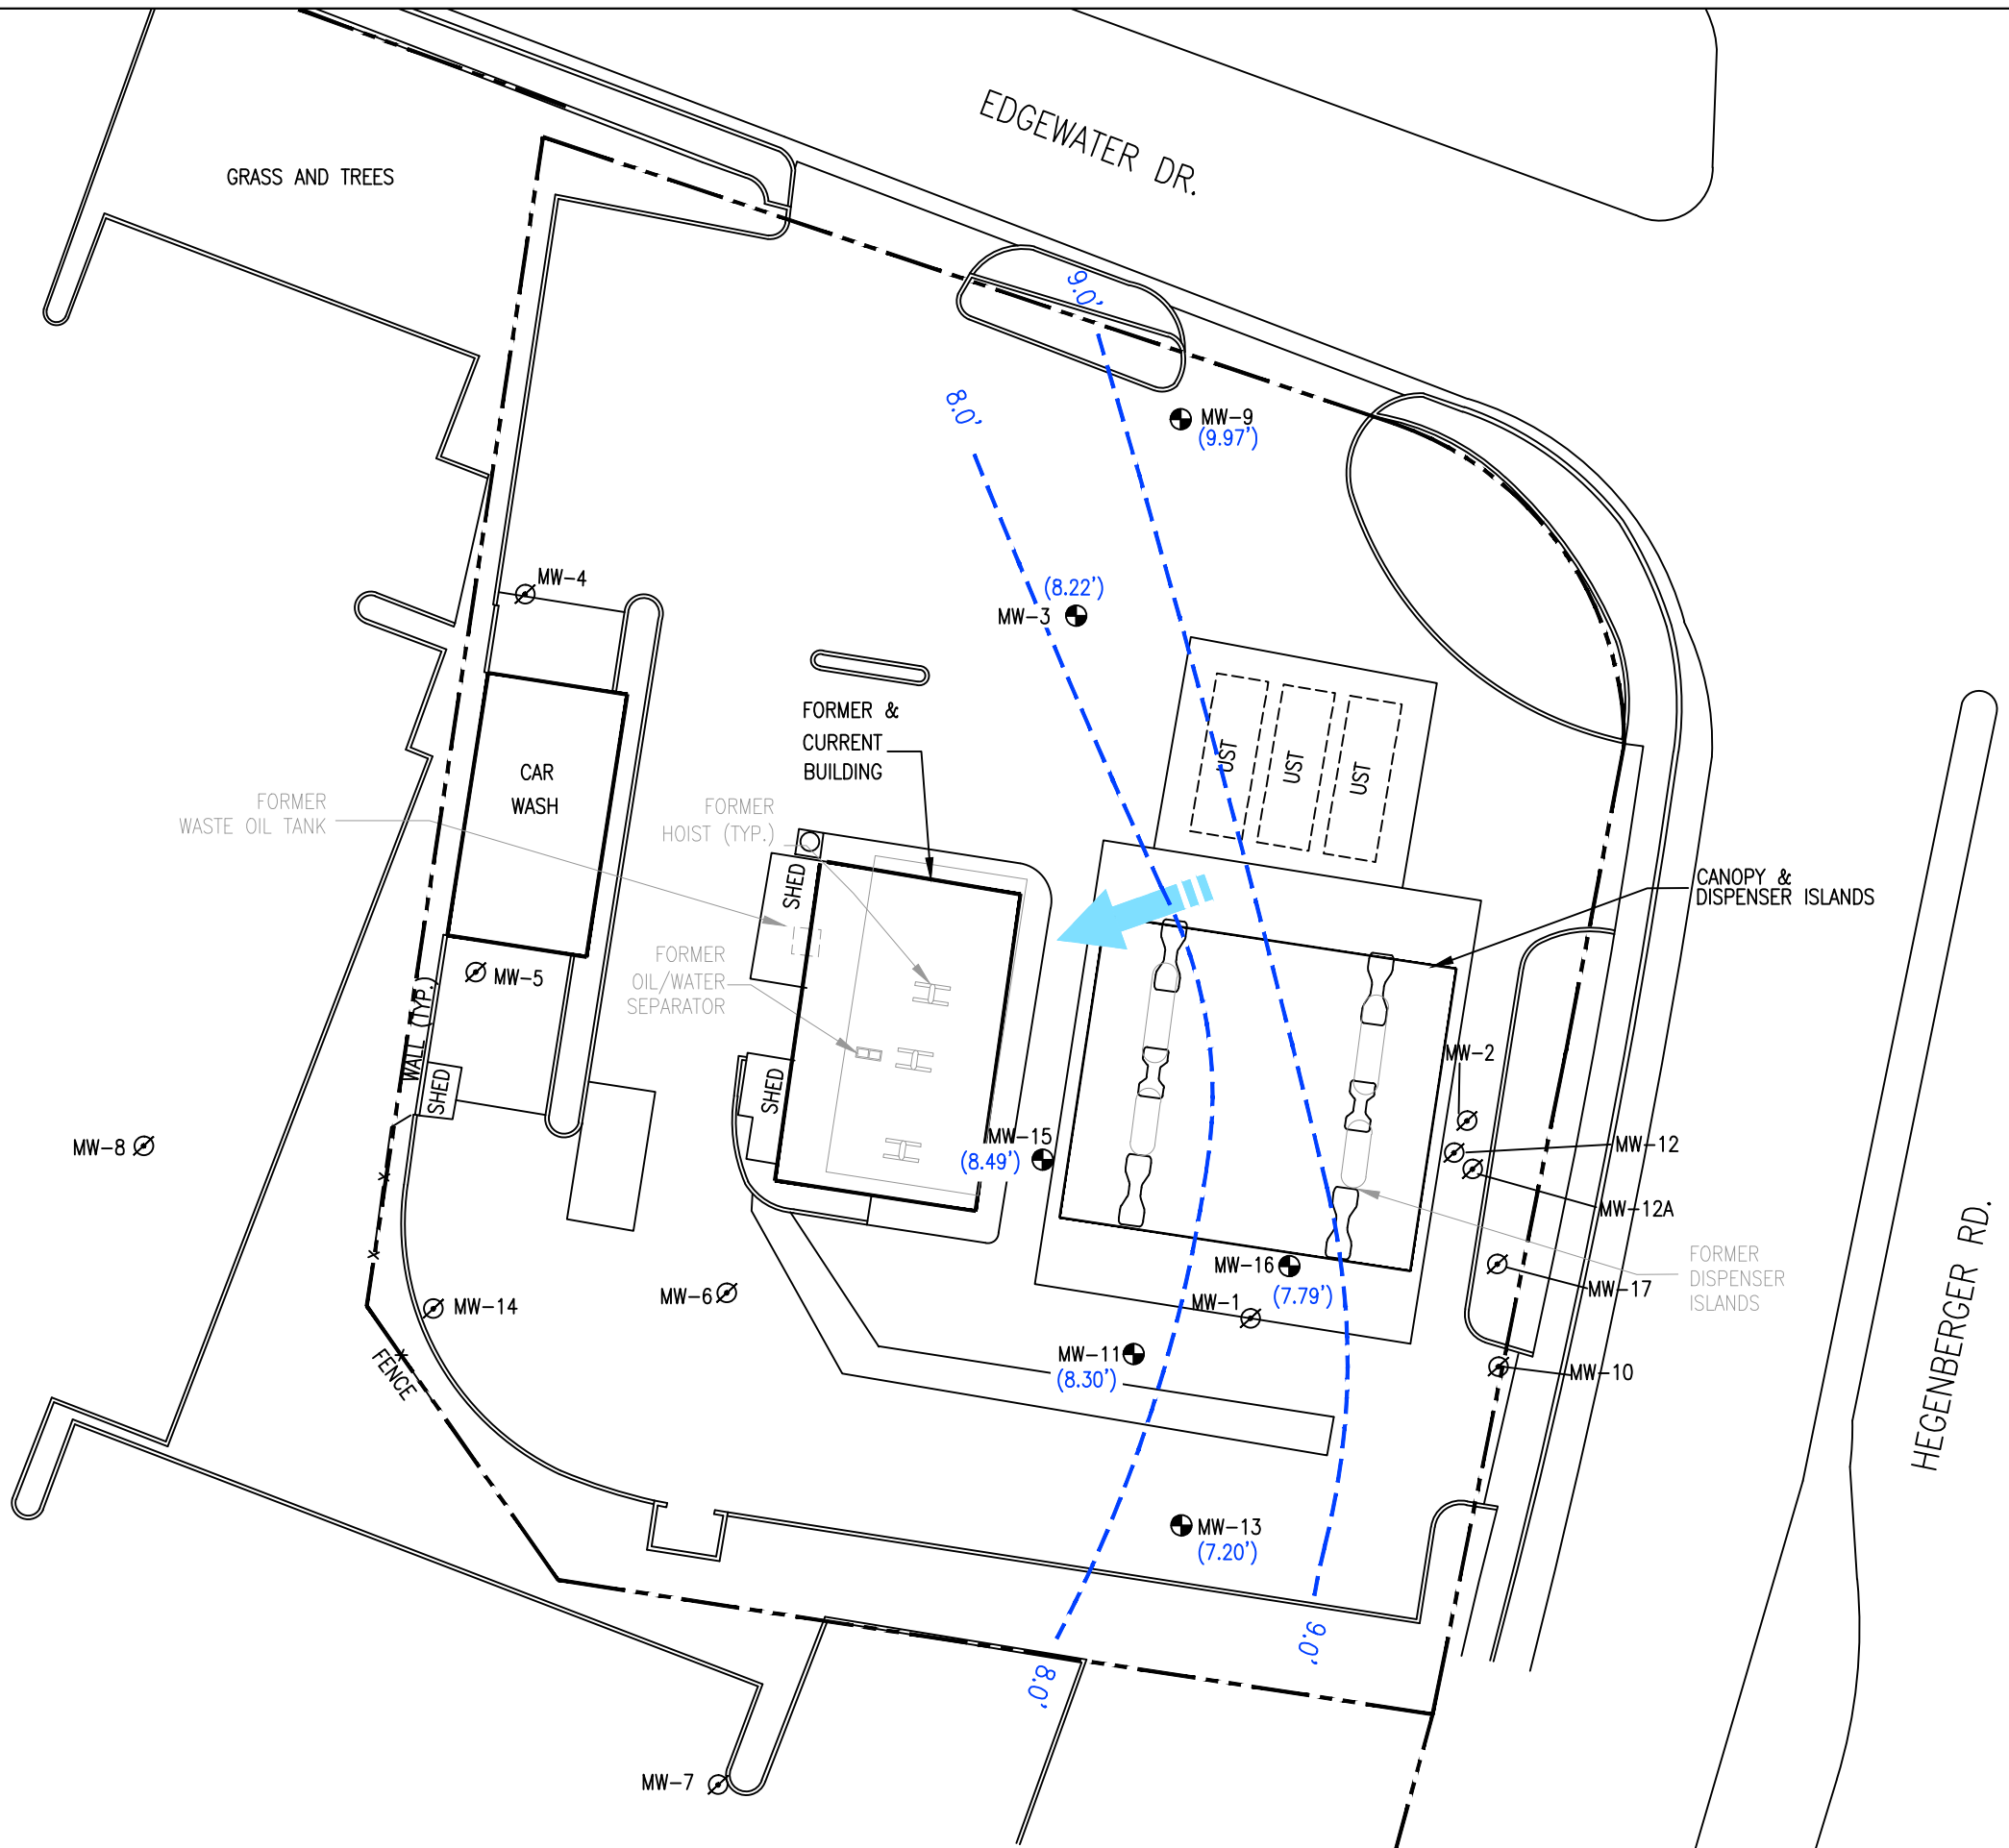 EDGEWATER DR.
GRASS AND TREES
9.0'
8.0'
MW-9
(9.97')
MW-4
(8.22')
MW-3
FORMER &
CURRENT
BUILDING
UST
UST
UST
CAR
WASH
FORMER
WASTE OIL TANK
FORMER
HOIST (TYP.)
SHED
CANOPY &
DISPENSER ISLANDS
FORMER
OIL/WATER
SEPARATOR
MW-5
WALL (TYP.)
SHED
SHED
MW-2
MW-8
MW-15
(8.49')
MW-12
MW-12A
HEGENBERGER RD.
FORMER
DISPENSER
ISLANDS
MW-16
(7.79')
MW-17
MW-6
MW-1
MW-14
MW-11
(8.30')
MW-10
FENCE
MW-13
(7.20')
9.0'
8.0'
MW-7